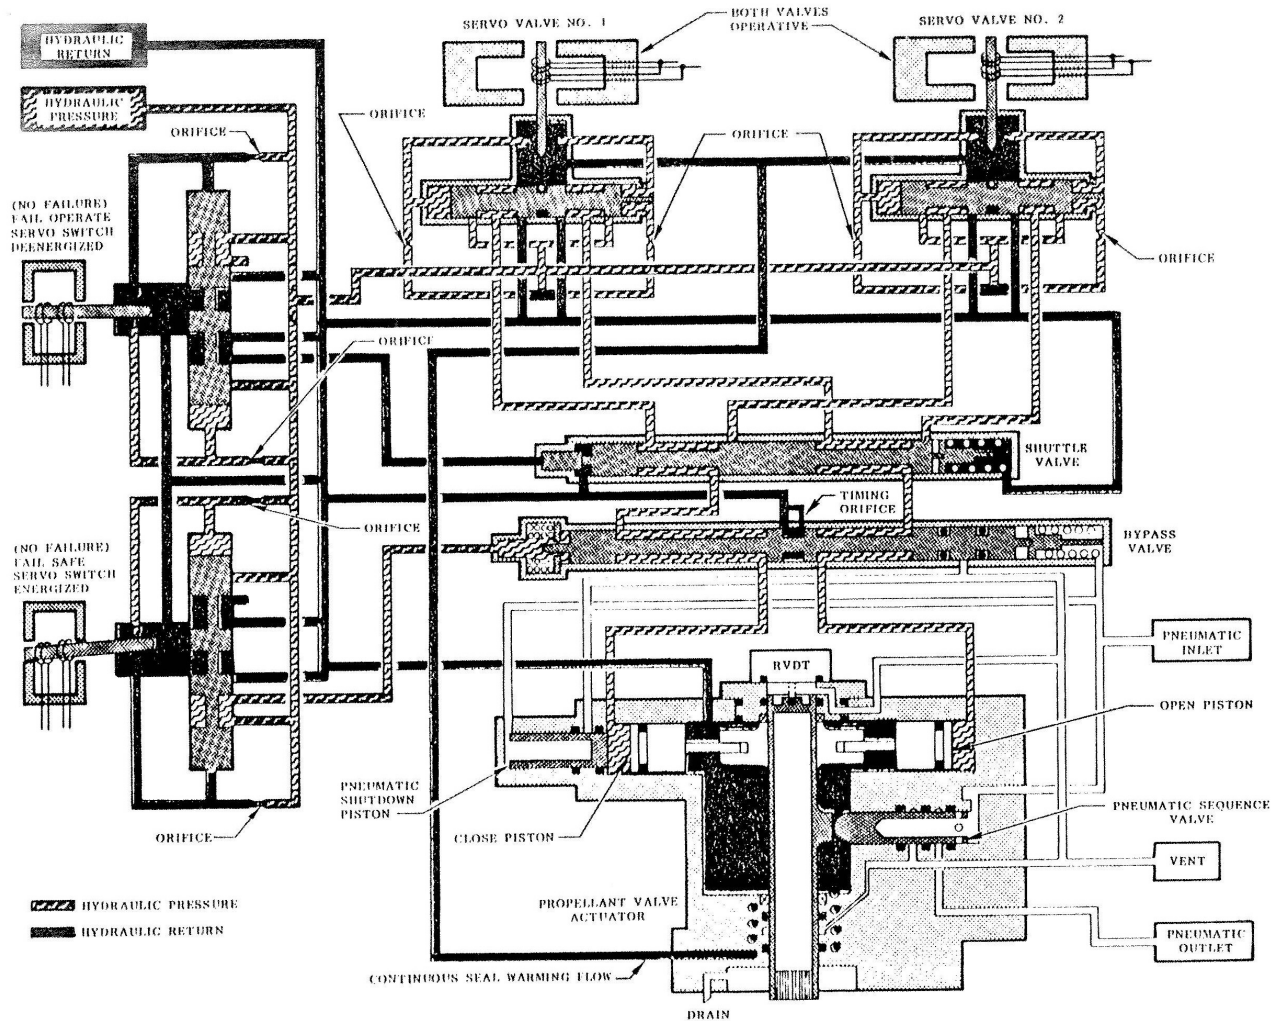 SERVO VALVE NO. 1
BOTH VALVES
OPERATIVE
SERVO VALVE NO. 2
HYDRAULIC
RETURN
HYDRAULIC
PRESSURE
ORIFICE
ORIFICE
ORIFICE
(NO FAILURE)
FAIL OPERATE
SERVO SWITCH
DEENERGIZED
ORIFICE
ORIFICE
SHUTTLE
VALVE
TIMING
ORIFICE
ORIFICE
BYPASS
VALVE
(NO FAILURE)
FAIL SAFE
SERVO SWITCH
ENERGIZED
PNEUMATIC
INLET
RVDT
OPEN PISTON
PNEUMATIC
SHUTDOWN
PISTON
PNEUMATIC SEQUENCE
VALVE
ORIFICE
CLOSE PISTON
VENT
HYDRAULIC PRESSURE
HYDRAULIC RETURN
PROPELLANT VALVE
ACTUATOR
PNEUMATIC
OUTLET
CONTINUOUS SEAL WARMING FLOW
DRAIN